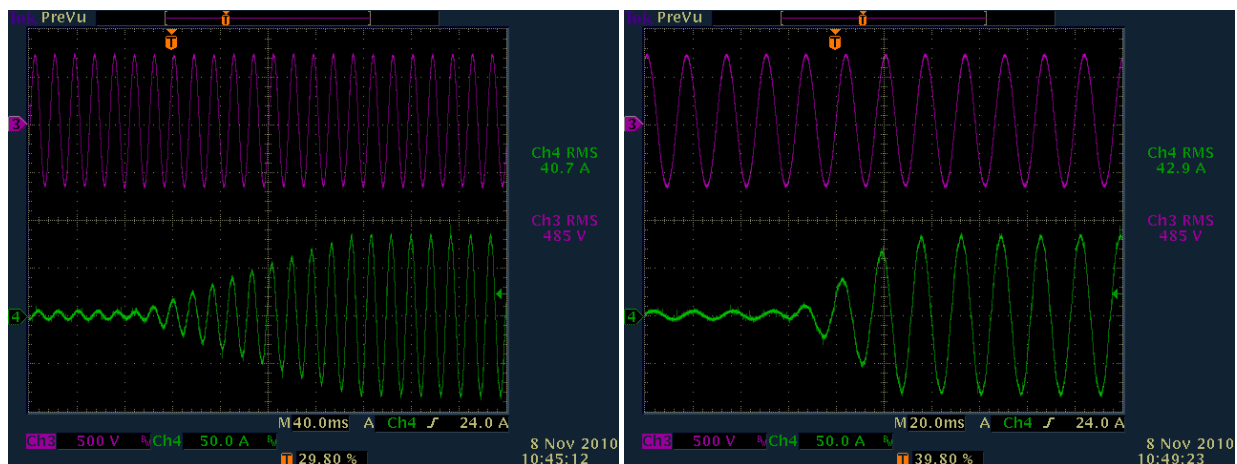 PreVu
T
T
3
Ch4 RMS
40.7 A
Ch3 RMS
485 V
4
M 40.0ms A Ch4 24.0 A
Ch3 500 V Ch4 50.0 A
8 Nov 2010
10:45:12
T 29.80 %
PreVu
T
T
3
Ch4 RMS
42.9 A
Ch3 RMS
485 V
4
M 20.0ms A Ch4 24.0 A
Ch3 500 V Ch4 50.0 A
8 Nov 2010
10:49:23
T 39.80 %